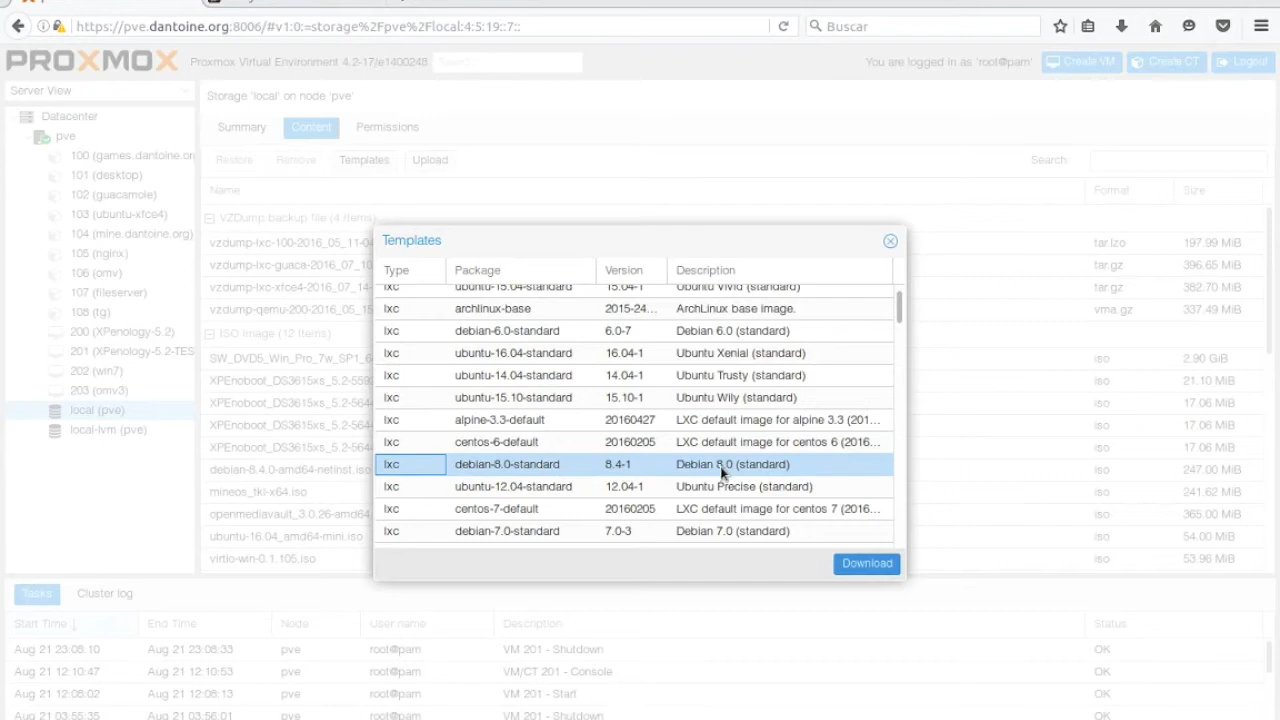 https://pve.dantoine.org:8006/#v1:0:=storage%2Fpve%2Flocal:4:5:19::7::
Buscar
PROXMOX
Proxmox Virtual Environment 4.2-17/e1400248
Search
You are logged in as 'root@pam'
Create VM
Create CT
Logout
Server View
Storage 'local' on node 'pve'
Datacenter
pve
100 (games.dantoine.or
101 (desktop)
102 (guacamole)
103 (ubuntu-xfce4)
104 (mine.dantoine.org)
105 (nginx)
106 (omv)
107 (fileserver)
108 (tg)
200 (XPenology-5.2)
201 (XPenology-5.2-TES
202 (win7)
203 (omv3)
local (pve)
local-lvm (pve)
Summary Content Permissions
Restore Remove Templates Upload Search:
Name Format Size
VZDump backup file (4 Items)
vzdump-lxc-100-2016_05_11-04 tar.lzo 197.99 MiB
vzdump-lxc-guaca-2016_07_10 tar.gz 396.65 MiB
vzdump-lxc-xfce4-2016_07_14- tar.gz 382.70 MiB
vzdump-qemu-200-2016_05_15 vma.gz 337.49 MiB
ISO image (12 Items)
SW_DVD5_Win_Pro_7w_SP1_6 iso 2.90 GiB
XPEnoboot_DS3615xs_5.2-5592 iso 21.10 MiB
XPEnoboot_DS3615xs_5.2-564 iso 17.06 MiB
XPEnoboot_DS3615xs_5.2-564 iso 17.06 MiB
XPEnoboot_DS3615xs_5.2-564 iso 17.06 MiB
debian-8.4.0-amd64-netinst.iso iso 247.00 MiB
mineos_tkl-x64.iso iso 241.62 MiB
openmediavault_3.0.26-amd64. iso 365.00 MiB
ubuntu-16.04_amd64-mini.iso iso 54.00 MiB
virtio-win-0.1.105.iso iso 53.96 MiB
Templates
Type Package Version Description
lxc ubuntu-15.04-standard 15.04-1 Ubuntu Vivid (standard)
lxc archlinux-base 2015-24... ArchLinux base image.
lxc debian-6.0-standard 6.0-7 Debian 6.0 (standard)
lxc ubuntu-16.04-standard 16.04-1 Ubuntu Xenial (standard)
lxc ubuntu-14.04-standard 14.04-1 Ubuntu Trusty (standard)
lxc ubuntu-15.10-standard 15.10-1 Ubuntu Wily (standard)
lxc alpine-3.3-default 20160427 LXC default image for alpine 3.3 (201...
lxc centos-6-default 20160205 LXC default image for centos 6 (2016...
lxc debian-8.0-standard 8.4-1 Debian 8.0 (standard)
lxc ubuntu-12.04-standard 12.04-1 Ubuntu Precise (standard)
lxc centos-7-default 20160205 LXC default image for centos 7 (2016...
lxc debian-7.0-standard 7.0-3 Debian 7.0 (standard)
Download
Tasks Cluster log
Start Time End Time Node User name Description Status
Aug 21 23:08:10 Aug 21 23:08:33 pve root@pam VM 201 - Shutdown OK
Aug 21 12:10:47 Aug 21 12:10:53 pve root@pam VM/CT 201 - Console OK
Aug 21 12:08:02 Aug 21 12:08:13 pve root@pam VM 201 - Start OK
Aug 21 03:55:35 Aug 21 03:56:01 pve root@pam VM 201 - Shutdown OK